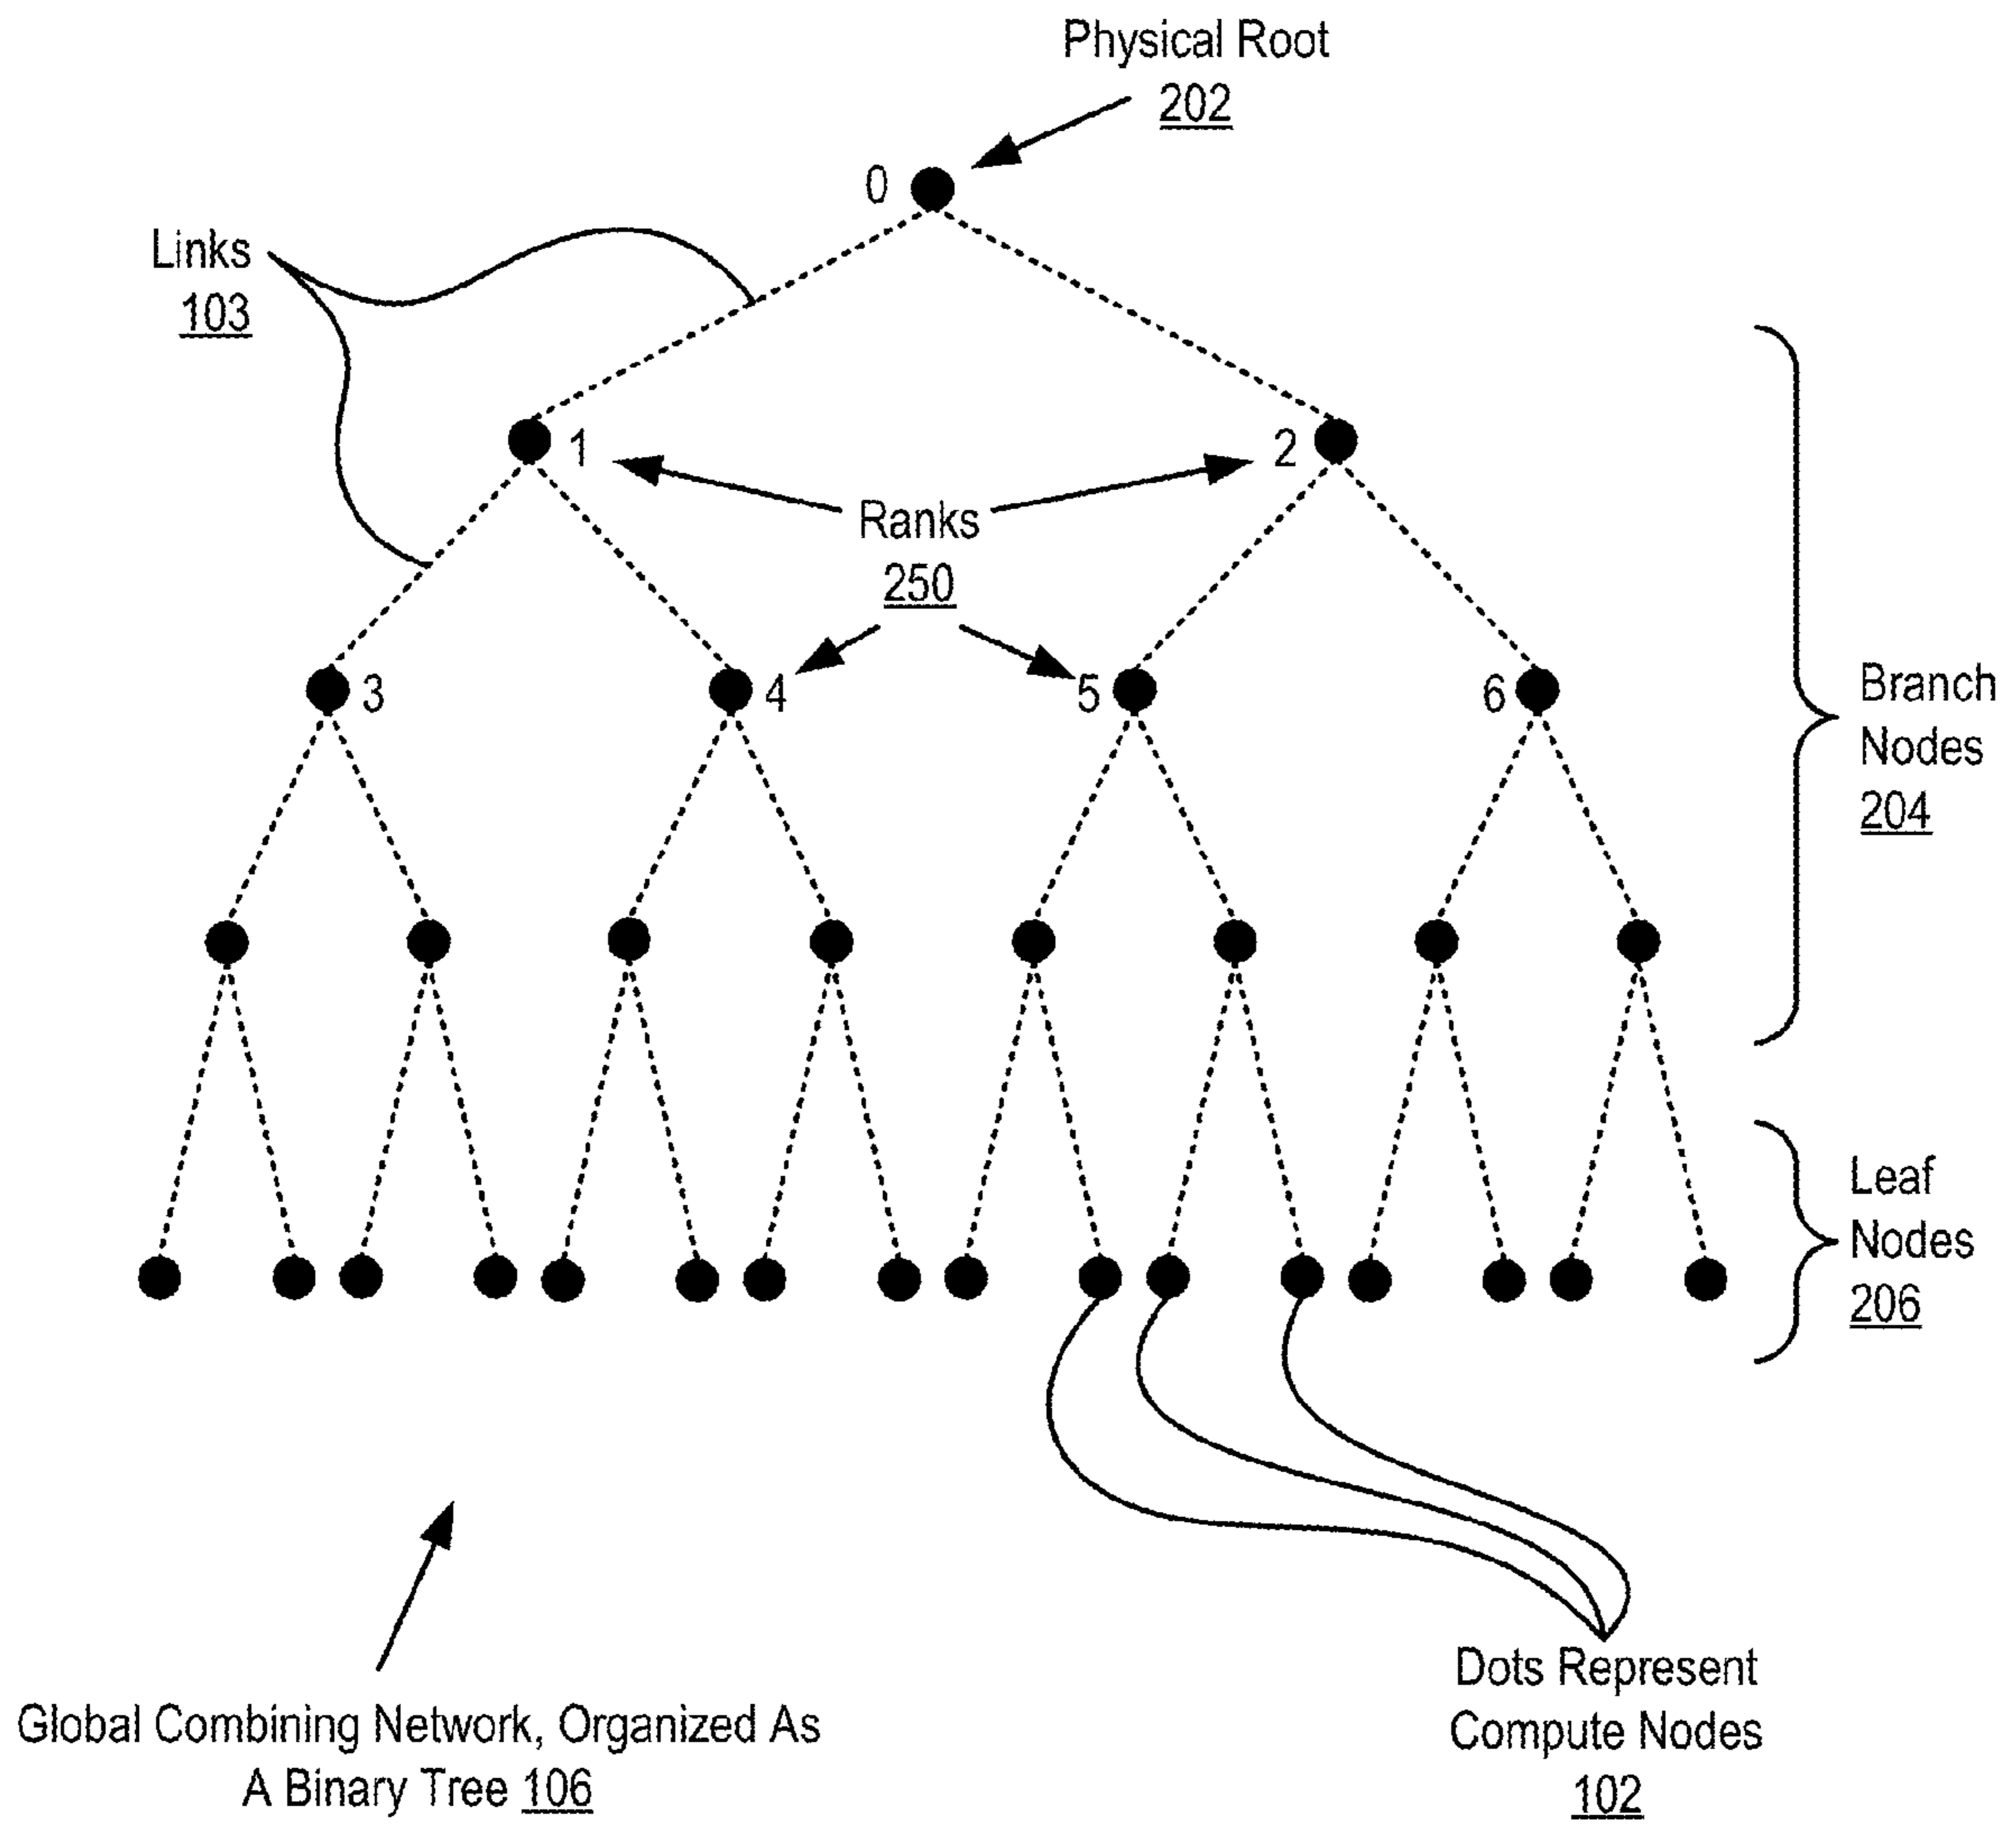 Physical Root
202
0
Links
103
1
2
Ranks
250
3
4
5
6
Branch
Nodes
204
Leaf
Nodes
206
Global Combining Network, Organized As
A Binary Tree 106
Dots Represent
Compute Nodes
102